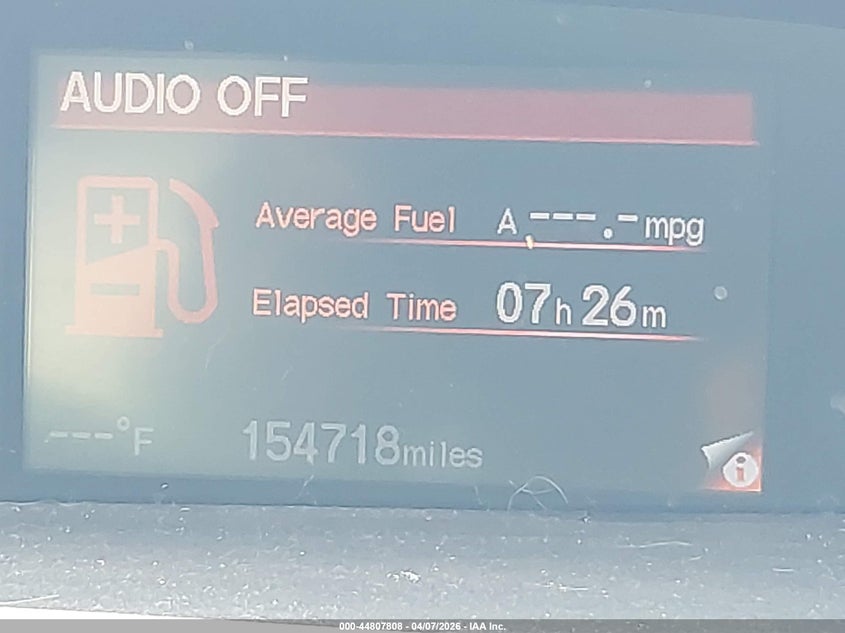 AUDIO OFF
Average Fuel A ---.- mpg
Elapsed Time 07h 26m
---°F 154718miles
i
000-44807808 - 04/07/2026 - IAA Inc.